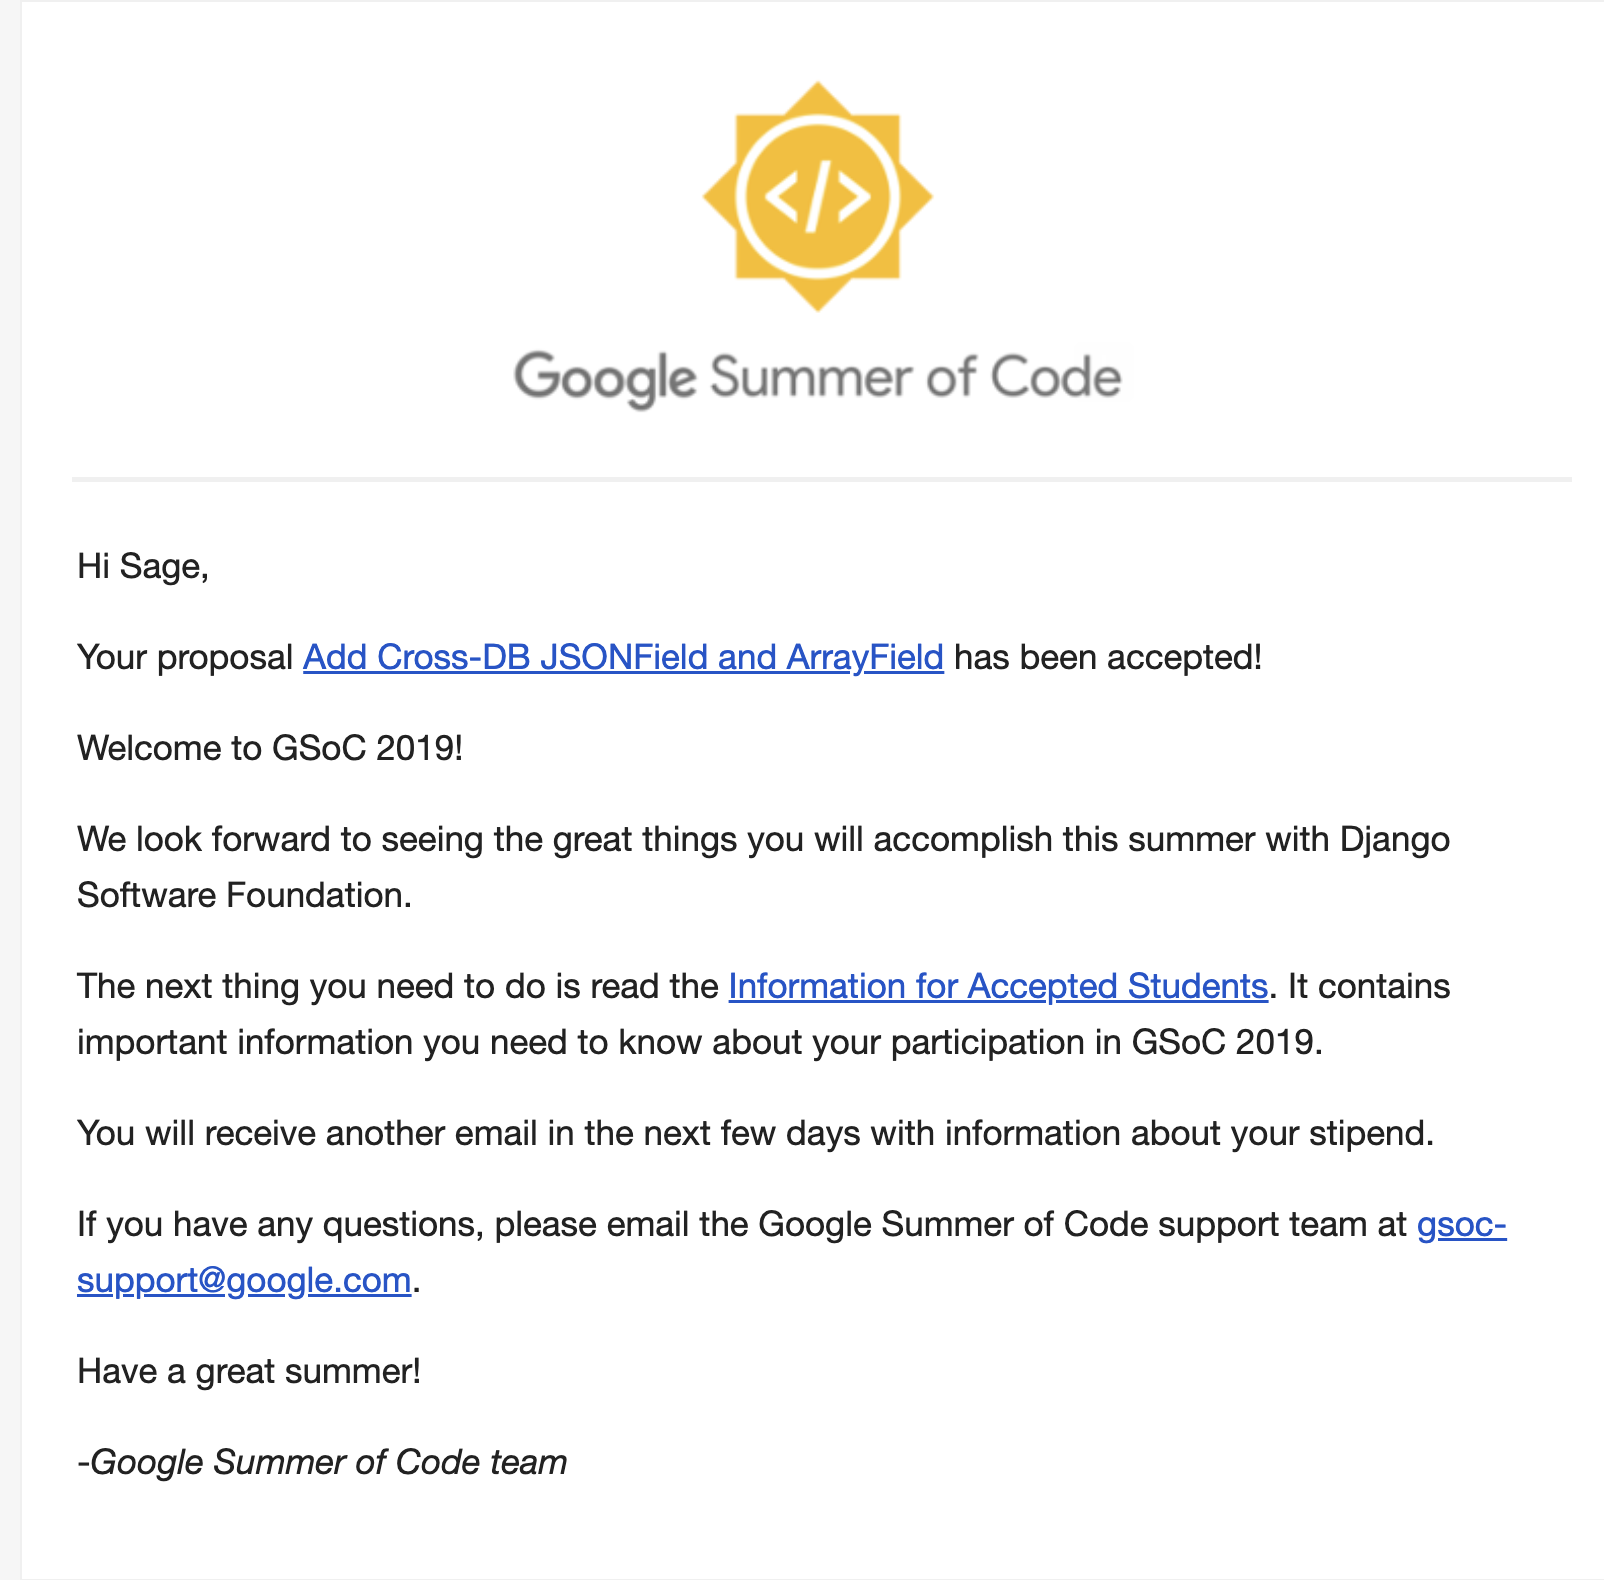 </>
Google Summer of Code
Hi Sage,
Your proposal Add Cross-DB JSONField and ArrayField has been accepted!
Welcome to GSoC 2019!
We look forward to seeing the great things you will accomplish this summer with Django
Software Foundation.
The next thing you need to do is read the Information for Accepted Students. It contains
important information you need to know about your participation in GSoC 2019.
You will receive another email in the next few days with information about your stipend.
If you have any questions, please email the Google Summer of Code support team at gsoc-
support@google.com.
Have a great summer!
-Google Summer of Code team